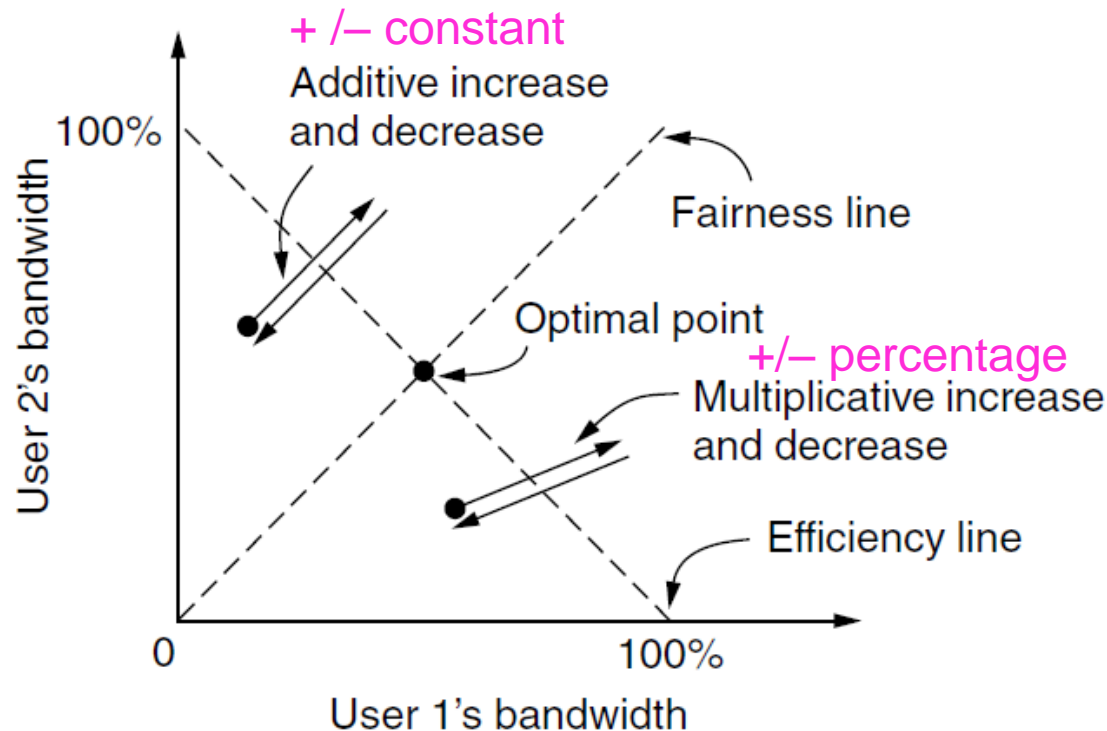 + /– constant
Additive increase
and decrease
100%
User 2's bandwidth
Fairness line
Optimal point
+/– percentage
Multiplicative increase
and decrease
Efficiency line
0
100%
User 1's bandwidth